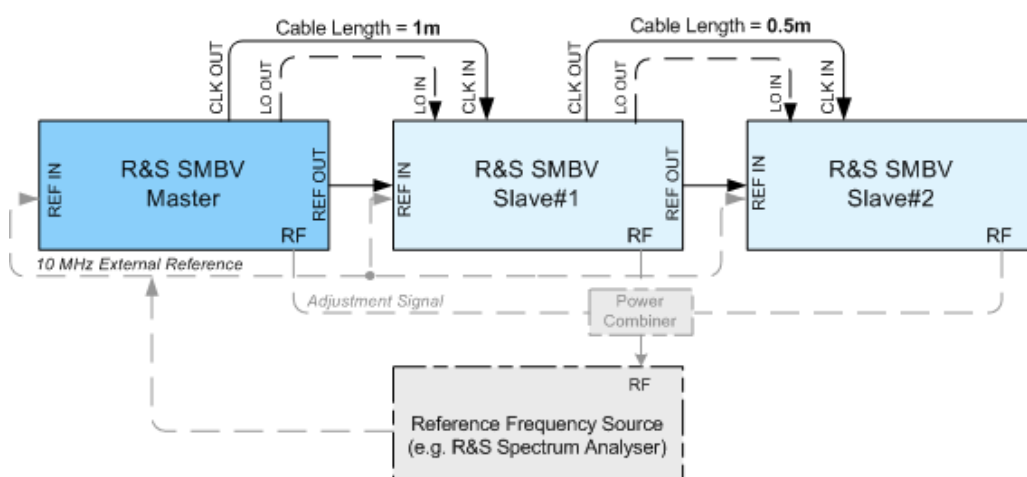 Cable Length = 1m
Cable Length = 0.5m
CLK OUT
LO OUT
LO IN
CLK IN
CLK OUT
LO OUT
LO IN
CLK IN
REF IN
R&S SMBV
Master
REF OUT
RF
REF IN
R&S SMBV
Slave#1
REF OUT
RF
REF IN
R&S SMBV
Slave#2
RF
10 MHz External Reference
Adjustment Signal
Power
Combiner
RF
Reference Frequency Source
(e.g. R&S Spectrum Analyser)